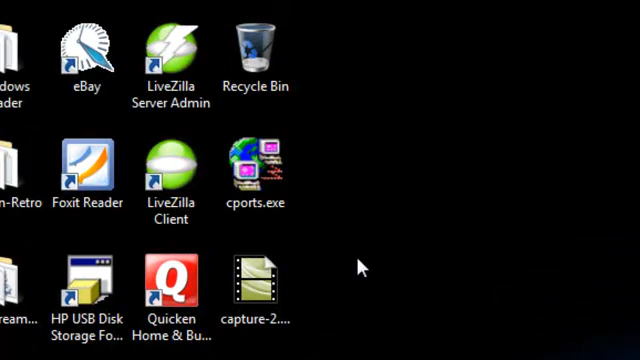 dows
ader
eBay
LiveZilla
Server Admin
Recycle Bin
n-Retro
Foxit Reader
LiveZilla
Client
cports.exe
ream...
HP USB Disk
Storage Fo...
Quicken
Home & Bu...
capture-2....